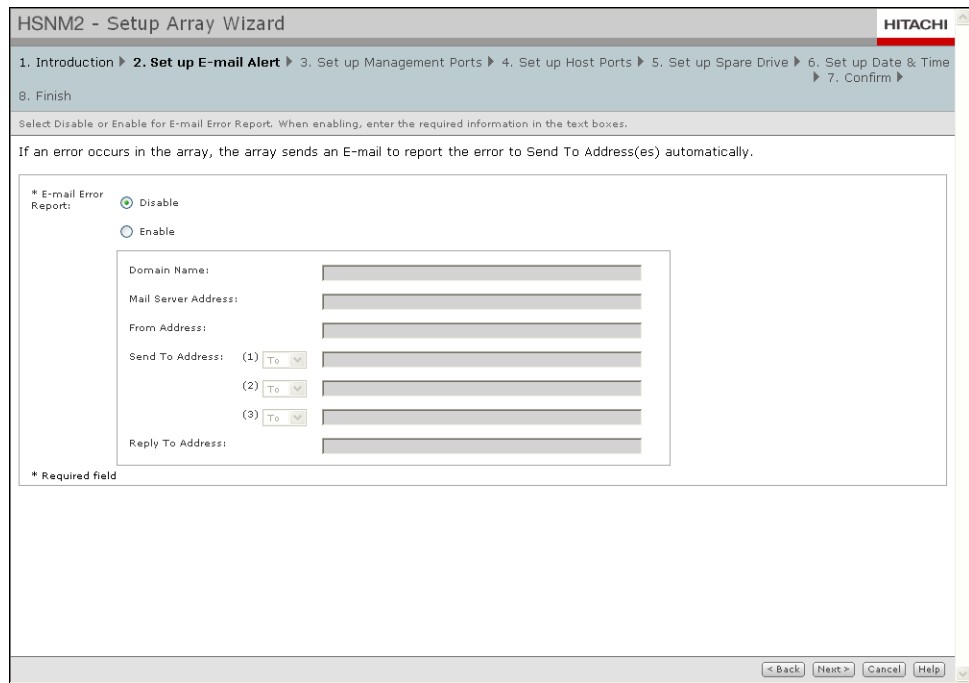 HSNM2 - Setup Array Wizard
HITACHI
1. Introduction 2. Set up E-mail Alert 3. Set up Management Ports 4. Set up Host Ports 5. Set up Spare Drive 6. Set up Date & Time
7. Confirm
8. Finish
Select Disable or Enable for E-mail Error Report. When enabling, enter the required information in the text boxes.
If an error occurs in the array, the array sends an E-mail to report the error to Send To Address(es) automatically.
* E-mail Error
Report:
Disable
Enable
Domain Name:
Mail Server Address:
From Address:
Send To Address: (1) To
(2) To
(3) To
Reply To Address:
* Required field
< Back Next > Cancel Help